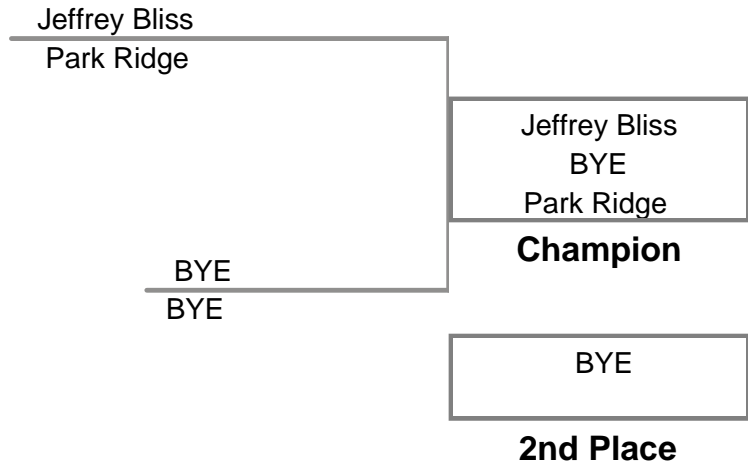 Jeffrey Bliss
Park Ridge
Jeffrey Bliss
BYE
Park Ridge
Champion
BYE
BYE
BYE
2nd Place